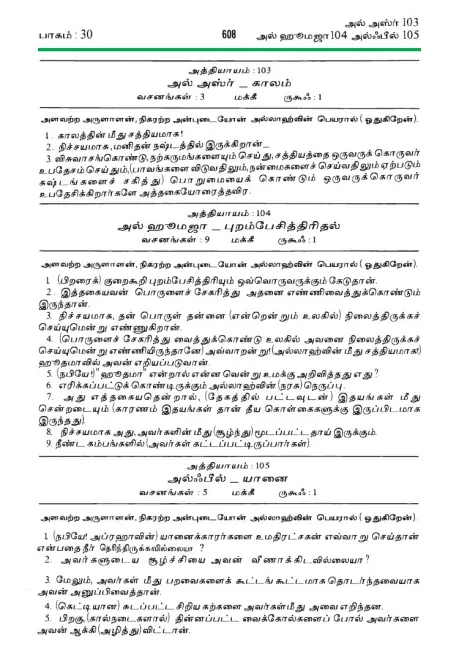 அல் அஸர் 103
பாகம் : 30 608 அல் ஹூமஜா104 அல்ஃபீல் 105
அத்தியாயம் : 103
அல் அஸ்ர் _ காலம்
வசனங்கள் : 3 மக்கீ ருகூஃ : 1
அளவற்ற அருளாளன், நிகரற்ற அன்புடையோன் அல்லாஹ்வின் பெயரால் ( ஓதுகிறேன்).
1. காலத்தின் மீது சத்தியமாக!
2. நிச்சயமாக, மனிதன் நஷ்டத்தில் இருக்கிறான்_
3. விசுவாசங்கொண்டு, நற்கருமங்களையும் செய்து, சத்தியத்தை ஒருவருக் கொருவர்
உபதேசம் செய்தும், (பாவங்களை விடுவதிலும், நன்மைகளைச் செய்வதிலும் ஏற்படும்
கஷ்டங்களைச் சகித்து) பொறுமையைக் கொண்டும் ஒருவருக்கொருவர்
உபதேசிக்கிறார்களே அத்தகையோரைத்தவிர.
அத்தியாயம் : 104
அல் ஹூமஜா _ புறம்பேசித்திரிதல்
வசனங்கள் : 9 மக்கீ ருகூஃ : 1
அளவற்ற அருளாளன், நிகரற்ற அன்புடையோன் அல்லாஹ்வின் பெயரால் ( ஓதுகிறேன்).
1. (பிறரைக்) குறைகூறி புறம்பேசித்திரியும் ஒவ்வொருவருக்கும் கேடுதான்.
2. இத்தகையவன் பொருளைச் சேகரித்து அதனை எண்ணிவைத்துக்கொண்டும்
இருந்தான்.
3. நிச்சயமாக, தன் பொருள் தன்னை (என்றென்றும் உலகில்) நிலைத்திருக்கச்
செய்யுமென்று எண்ணுகிறான்.
4. (பொருளைச் சேகரித்து வைத்துக்கொண்டு உலகில் அவனை நிலைத்திருக்கச்
செய்யுமென்று எண்ணியிருந்தானே) அவ்வாறன்று! (அல்லாஹ்வின் மீது சத்தியமாக!)
ஹூதமாவில் அவன் எறியப்படுவான்.
5. (நபியே!) "ஹூதமா" என்றால் என்ன வென்று உமக்கு அறிவித்தது எது ?
6. எரிக்கப்பட்டுக் கொண்டிருக்கும் அல்லாஹ்வின் (நரக) நெருப்பு.
7. அது எத்தகையதென்றால், (தேகத்தில் பட்டவுடன்) இதயங்கள் மீது
சென்றடையும் (காரணம் இதயங்கள் தான் தீய கொள்கைகளுக்கு இருப்பிடமாக
இருந்தது).
8. நிச்சயமாக அது, அவர்களின் மீது (சூழ்ந்து) மூடப்பட்டதாய் இருக்கும்.
9. நீண்ட கம்பங்களில் (அவர்கள் கட்டப்பட்டிருப்பார்கள்).
அத்தியாயம் : 105
அல்ஃபீல் _ யானை
வசனங்கள் : 5 மக்கீ ருகூஃ : 1
அளவற்ற அருளாளன், நிகரற்ற அன்புடையோன் அல்லாஹ்வின் பெயரால் ( ஓதுகிறேன்).
1. (நபியே! அப்ரஹாவின்) யானைக்காரர்களை உமதிரட்சகன் எவ்வாறு செய்தான்
என்பதை நீர் தெரிந்திருக்கவில்லையா ?
2. அவர்களுடைய சூழ்ச்சியை அவன் வீணாக்கிடவில்லையா ?
3. மேலும், அவர்கள் மீது பறவைகளைக் கூட்டங் கூட்டமாக தொடர்ந்தவையாக
அவன் அனுப்பிவைத்தான்.
4. (கெட்டியான) சுடப்பட்ட சிறிய கற்களை அவர்கள்மீது அவை எறிந்தன.
5. பிறகு, (கால்நடைகளால்) தின்னப்பட்ட வைக்கோல்களைப் போல் அவர்களை
அவன் ஆக்கி (அழித்து) விட்டான்.